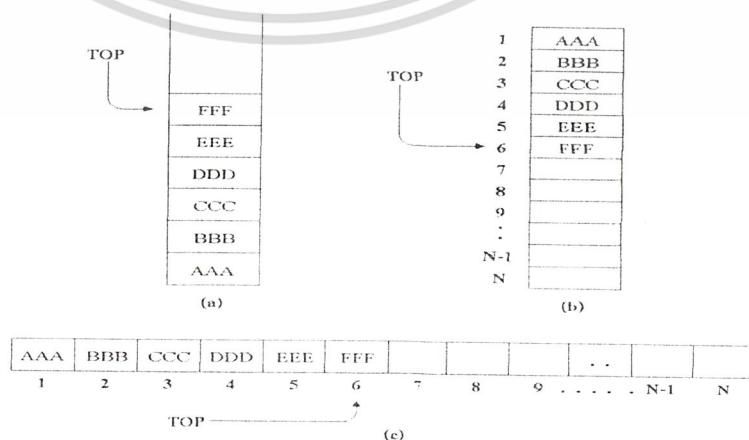 TOP
FFF
EEE
DDD
CCC
BBB
AAA
(a)
TOP
1 AAA
2 BBB
3 CCC
4 DDD
5 EEE
6 FFF
7
8
9
:
N-1
N
(b)
AAA BBB CCC DDD EEE FFF . .
1 2 3 4 5 6 7 8 9 . . . . . . N-1 N
TOP
(c)